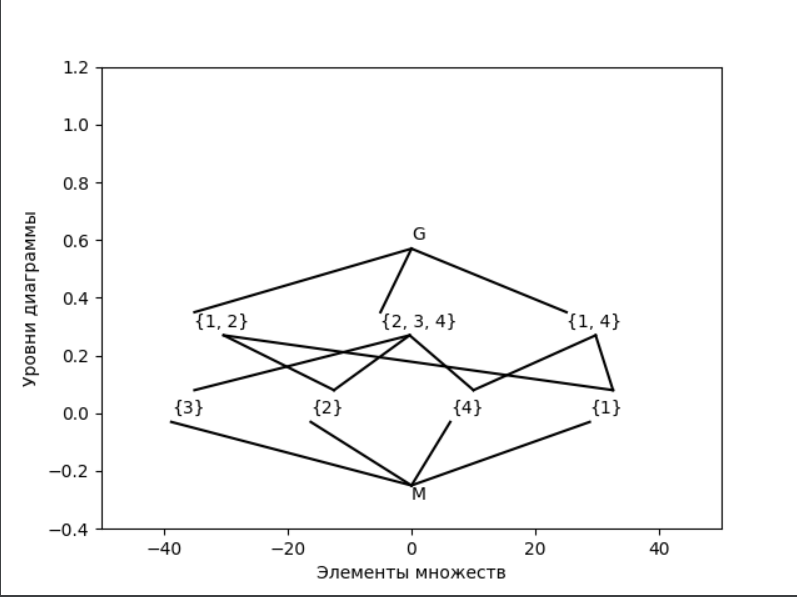 1.2
1.0
0.8
0.6
0.4
0.2
0.0
−0.2
−0.4
Уровни диаграммы
G
{1, 2} {2, 3, 4} {1, 4}
{3} {2} {4} {1}
M
−40 −20 0 20 40
Элементы множеств